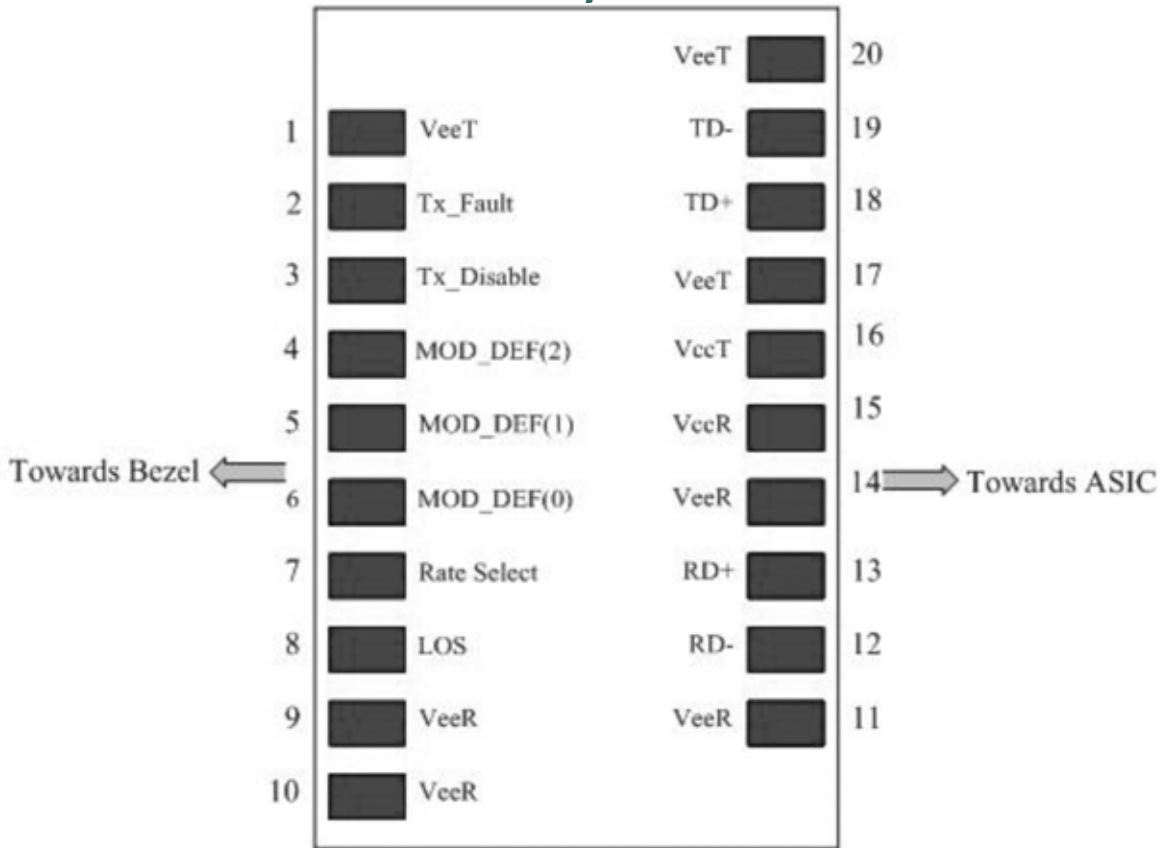 VeeT 20
1 VeeT TD- 19
2 Tx_Fault TD+ 18
3 Tx_Disable VeeT 17
4 MOD_DEF(2) VccT 16
5 MOD_DEF(1) VccR 15
Towards Bezel
6 MOD_DEF(0) VeeR 14 Towards ASIC
7 Rate Select RD+ 13
8 LOS RD- 12
9 VeeR VeeR 11
10 VeeR